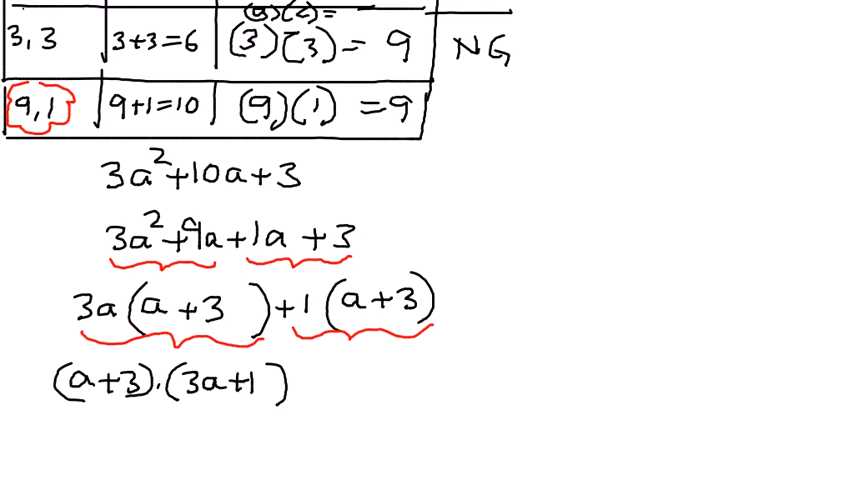 3, 3 3+3=6 (3)(3)= 9 NG
9,1 9+1=10 (9)(1) =9
3a²+10a+3
3a²+9a+1a+3
3a(a+3)+1(a+3)
(a+3).(3a+1)